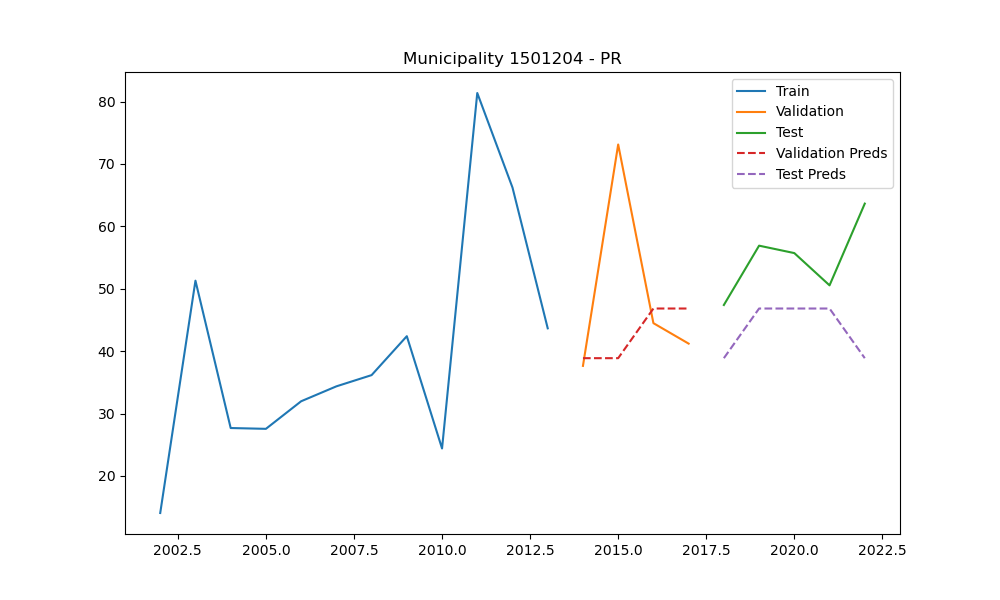 Municipality 1501204 - PR
Train
Validation
Test
Validation Preds
Test Preds
80
70
60
50
40
30
20
2002.5 2005.0 2007.5 2010.0 2012.5 2015.0 2017.5 2020.0 2022.5